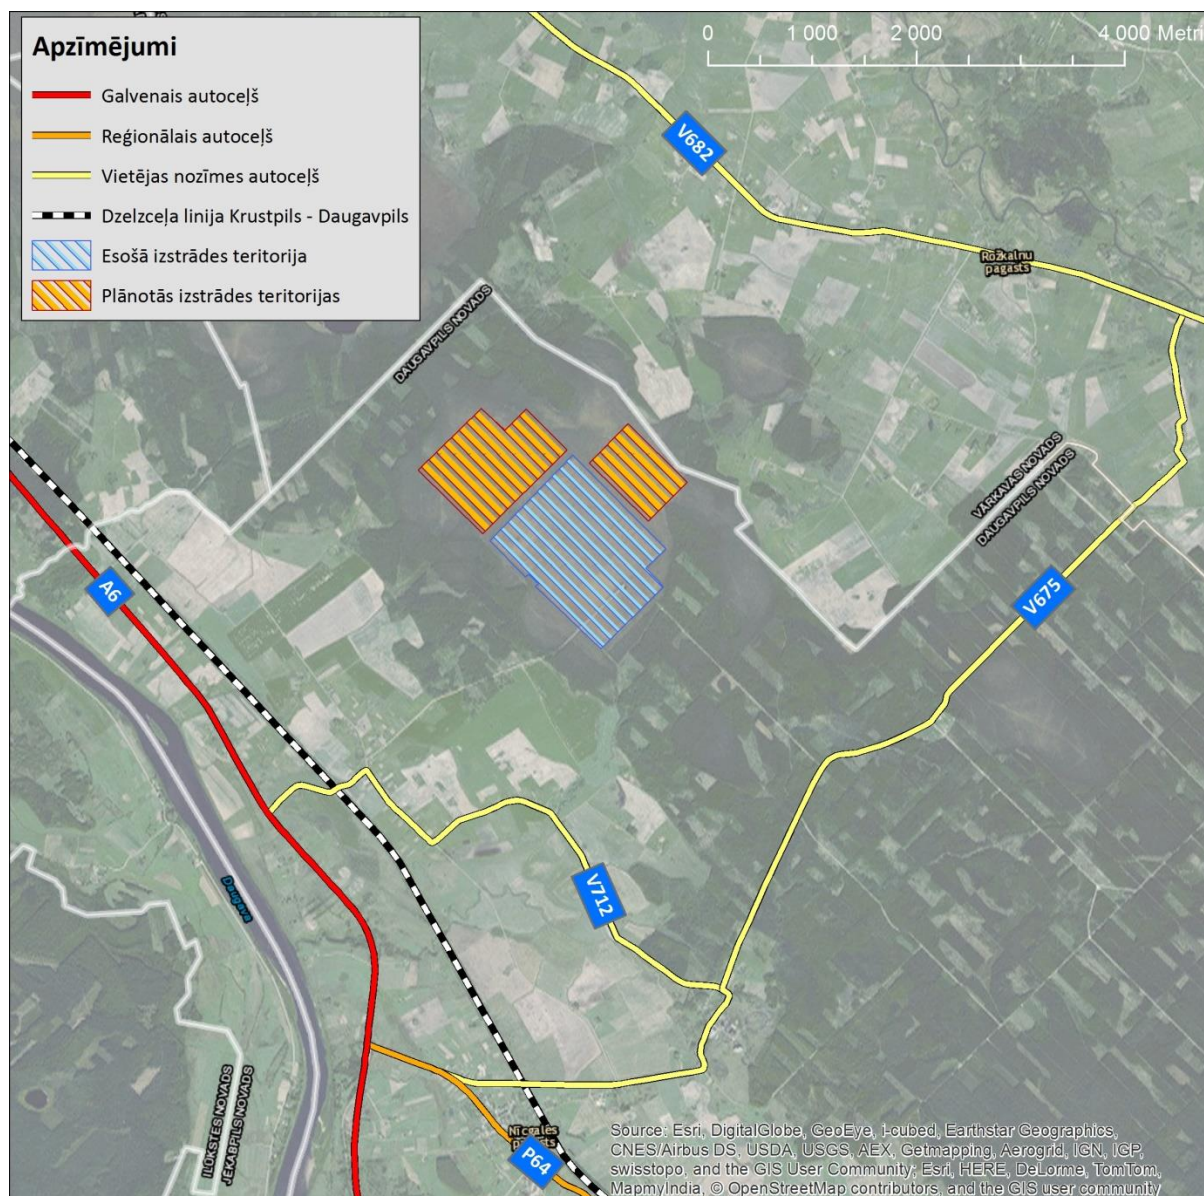 Apzīmējumi
Galvenais autoceļš
Reģionālais autoceļš
Vietējas nozīmes autoceļš
Dzelzceļa linija Krustpils - Daugavpils
Esošā izstrādes teritorija
Plānotās izstrādes teritorijas
0 1 000 2 000 4 000 Metri
V682
Rožkalnu
pagasts
DAUGAVPILS NOVADS
VĀRKAVAS NOVADS
DAUGAVPILS NOVADS
A6
V675
V712
Daugava
ILŪKSTES NOVADS
JĒKABPILS NOVADS
Nīcgales
pagasts
P64
Source: Esri, DigitalGlobe, GeoEye, i-cubed, Earthstar Geographics,
CNES/Airbus DS, USDA, USGS, AEX, Getmapping, Aerogrid, IGN, IGP,
swisstopo, and the GIS User Community; Esri, HERE, DeLorme, TomTom,
MapmyIndia, © OpenStreetMap contributors, and the GIS user community